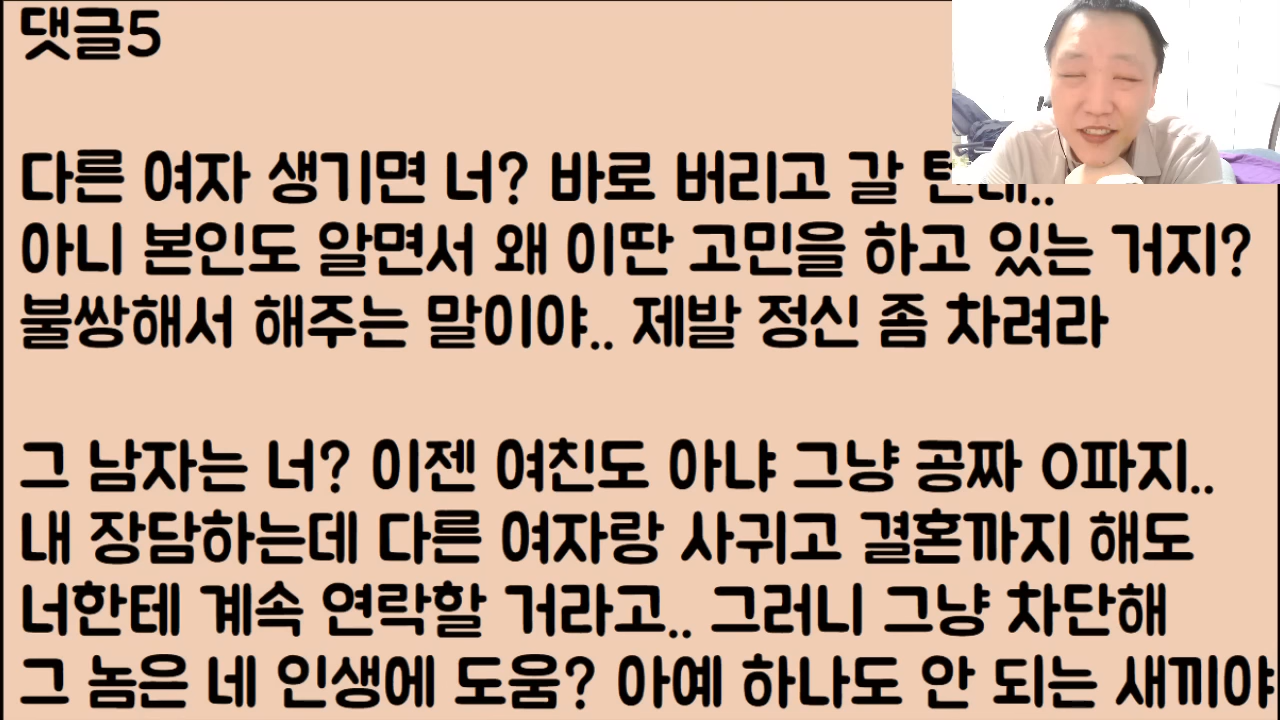 댓글5
다른 여자 생기면 너? 바로 버리고 갈 텐데..
아니 본인도 알면서 왜 이딴 고민을 하고 있는 거지?
불쌍해서 해주는 말이야.. 제발 정신 좀 차려라
그 남자는 너? 이젠 여친도 아냐 그냥 공짜 O파지..
내 장담하는데 다른 여자랑 사귀고 결혼까지 해도
너한테 계속 연락할 거라고.. 그러니 그냥 차단해
그 놈은 네 인생에 도움? 아예 하나도 안 되는 새끼야